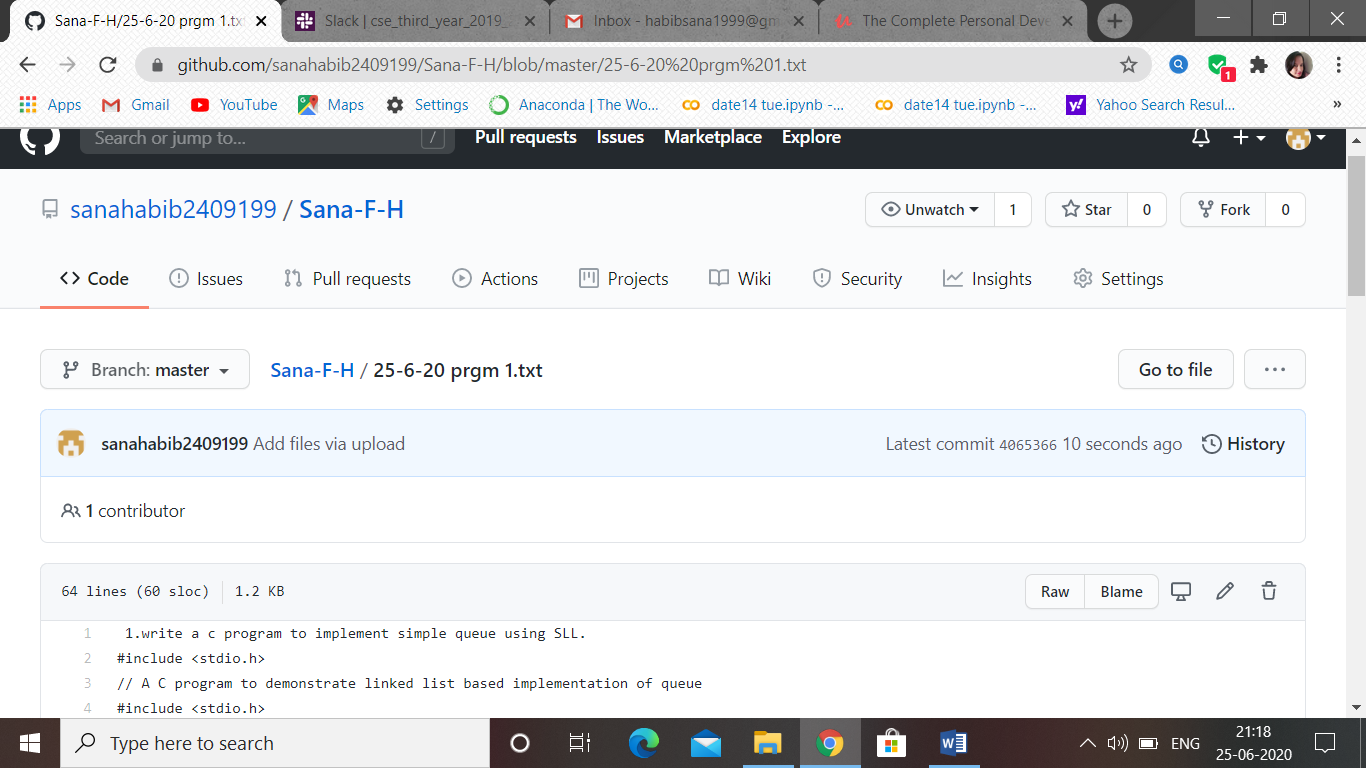 Sana-F-H/25-6-20 prgm 1.tx
Slack | cse_third_year_2019_
Inbox - habibsana1999@gm
The Complete Personal Deve
github.com/sanahabib2409199/Sana-F-H/blob/master/25-6-20%20prgm%201.txt
1
Apps
Gmail
YouTube
Maps
Settings
Anaconda | The Wo...
date14 tue.ipynb -...
date14 tue.ipynb -...
Yahoo Search Resul...
»
Search or jump to...
/
Pull requests
Issues
Marketplace
Explore
sanahabib2409199 / Sana-F-H
Unwatch
1
Star
0
Fork
0
Code
Issues
Pull requests
Actions
Projects
Wiki
Security
Insights
Settings
Branch: master
Sana-F-H / 25-6-20 prgm 1.txt
Go to file
...
sanahabib2409199 Add files via upload
Latest commit 4065366 10 seconds ago
History
1 contributor
64 lines (60 sloc)
1.2 KB
Raw
Blame
1 1.write a c program to implement simple queue using SLL.
2 #include <stdio.h>
3 // A C program to demonstrate linked list based implementation of queue
4 #include <stdio.h>
Type here to search
ENG
21:18
25-06-2020